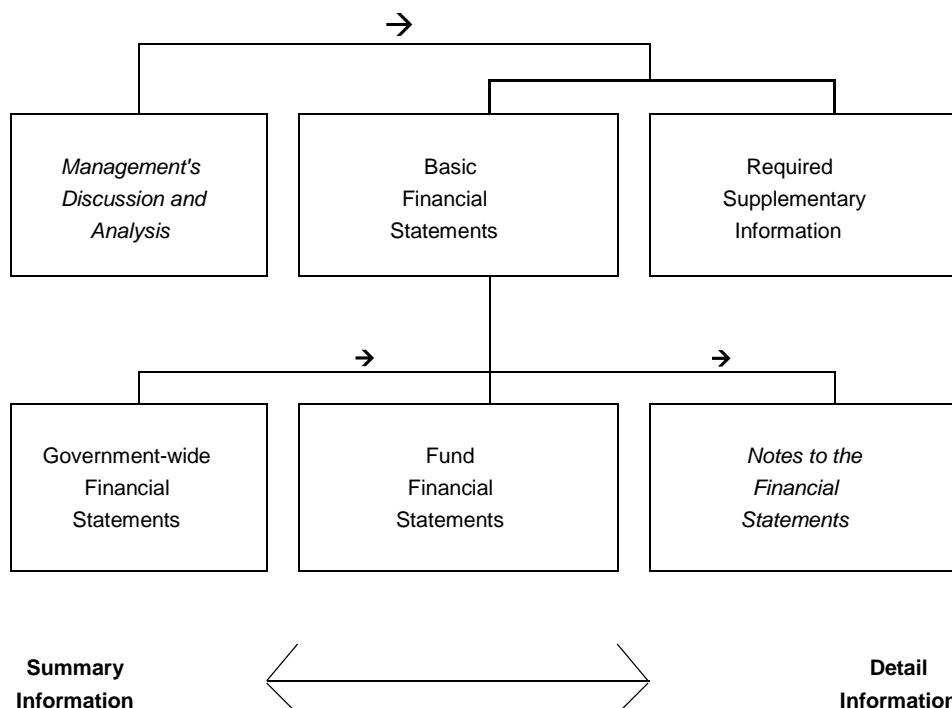 Management's
Discussion and
Analysis
Basic
Financial
Statements
Required
Supplementary
Information
Government-wide
Financial
Statements
Fund
Financial
Statements
Notes to the
Financial
Statements
Summary
Information
Detail
Information